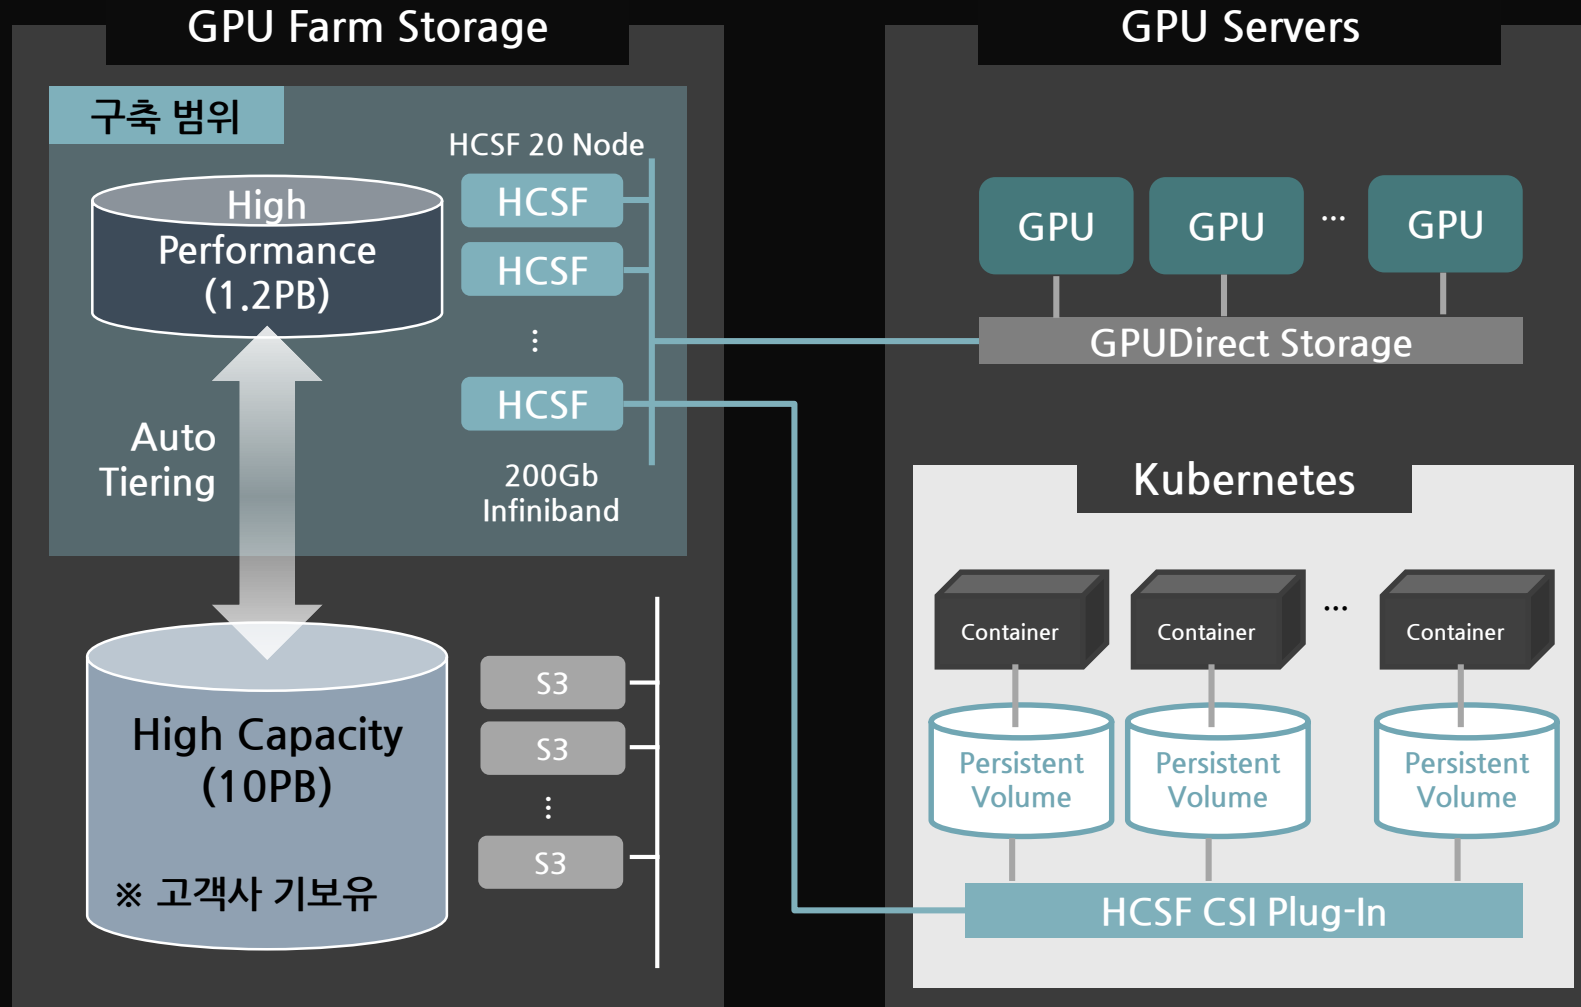 GPU Farm Storage
구축 범위
High
Performance
(1.2PB)
HCSF 20 Node
HCSF
HCSF
...
HCSF
200Gb
Infiniband
Auto
Tiering
High Capacity
(10PB)
※ 고객사 기보유
S3
S3
...
S3
GPU Servers
GPU
GPU
...
GPU
GPUDirect Storage
Kubernetes
Container
Container
...
Container
Persistent
Volume
Persistent
Volume
Persistent
Volume
HCSF CSI Plug-In